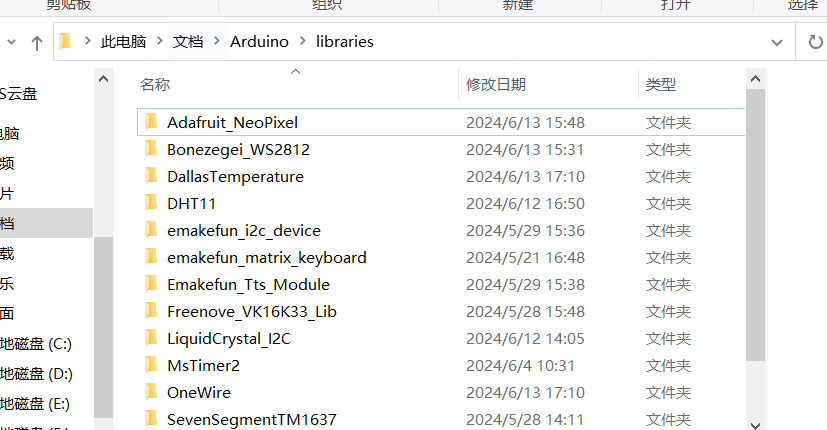 剪贴板 组织 新建 打开 选择
此电脑 文档 Arduino libraries
S云盘
电脑
频
片
档
载
乐
面
地磁盘 (C:)
地磁盘 (D:)
地磁盘 (E:)
名称 修改日期 类型
Adafruit_NeoPixel 2024/6/13 15:48 文件夹
Bonezegei_WS2812 2024/6/13 15:31 文件夹
DallasTemperature 2024/6/13 17:10 文件夹
DHT11 2024/6/12 16:50 文件夹
emakefun_i2c_device 2024/5/29 15:36 文件夹
emakefun_matrix_keyboard 2024/5/21 16:48 文件夹
Emakefun_Tts_Module 2024/5/29 15:38 文件夹
Freenove_VK16K33_Lib 2024/5/28 15:48 文件夹
LiquidCrystal_I2C 2024/6/12 14:05 文件夹
MsTimer2 2024/6/4 10:31 文件夹
OneWire 2024/6/13 17:10 文件夹
SevenSegmentTM1637 2024/5/28 14:11 文件夹